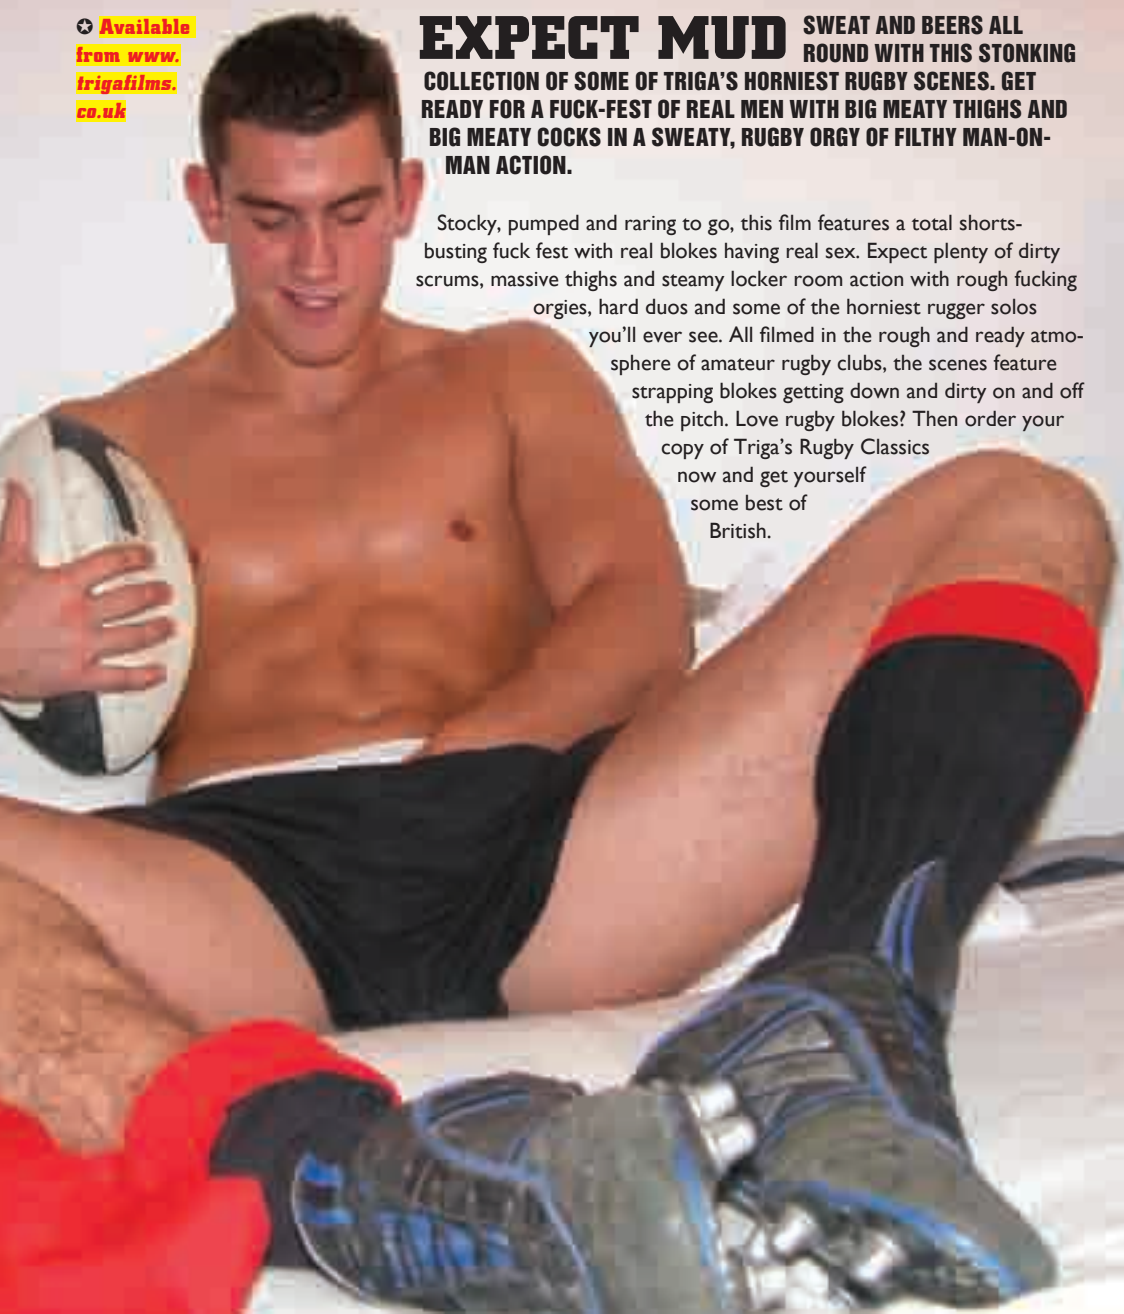 ✪ Available
from www.
trigafilms.
co.uk
EXPECT MUD SWEAT AND BEERS ALL
ROUND WITH THIS STONKING
COLLECTION OF SOME OF TRIGA'S HORNIEST RUGBY SCENES. GET
READY FOR A FUCK-FEST OF REAL MEN WITH BIG MEATY THIGHS AND
BIG MEATY COCKS IN A SWEATY, RUGBY ORGY OF FILTHY MAN-ON-
MAN ACTION.
Stocky, pumped and raring to go, this film features a total shorts-
busting fuck fest with real blokes having real sex. Expect plenty of dirty
scrums, massive thighs and steamy locker room action with rough fucking
orgies, hard duos and some of the horniest rugger solos
you'll ever see. All filmed in the rough and ready atmo-
sphere of amateur rugby clubs, the scenes feature
strapping blokes getting down and dirty on and off
the pitch. Love rugby blokes? Then order your
copy of Triga's Rugby Classics
now and get yourself
some best of
British.